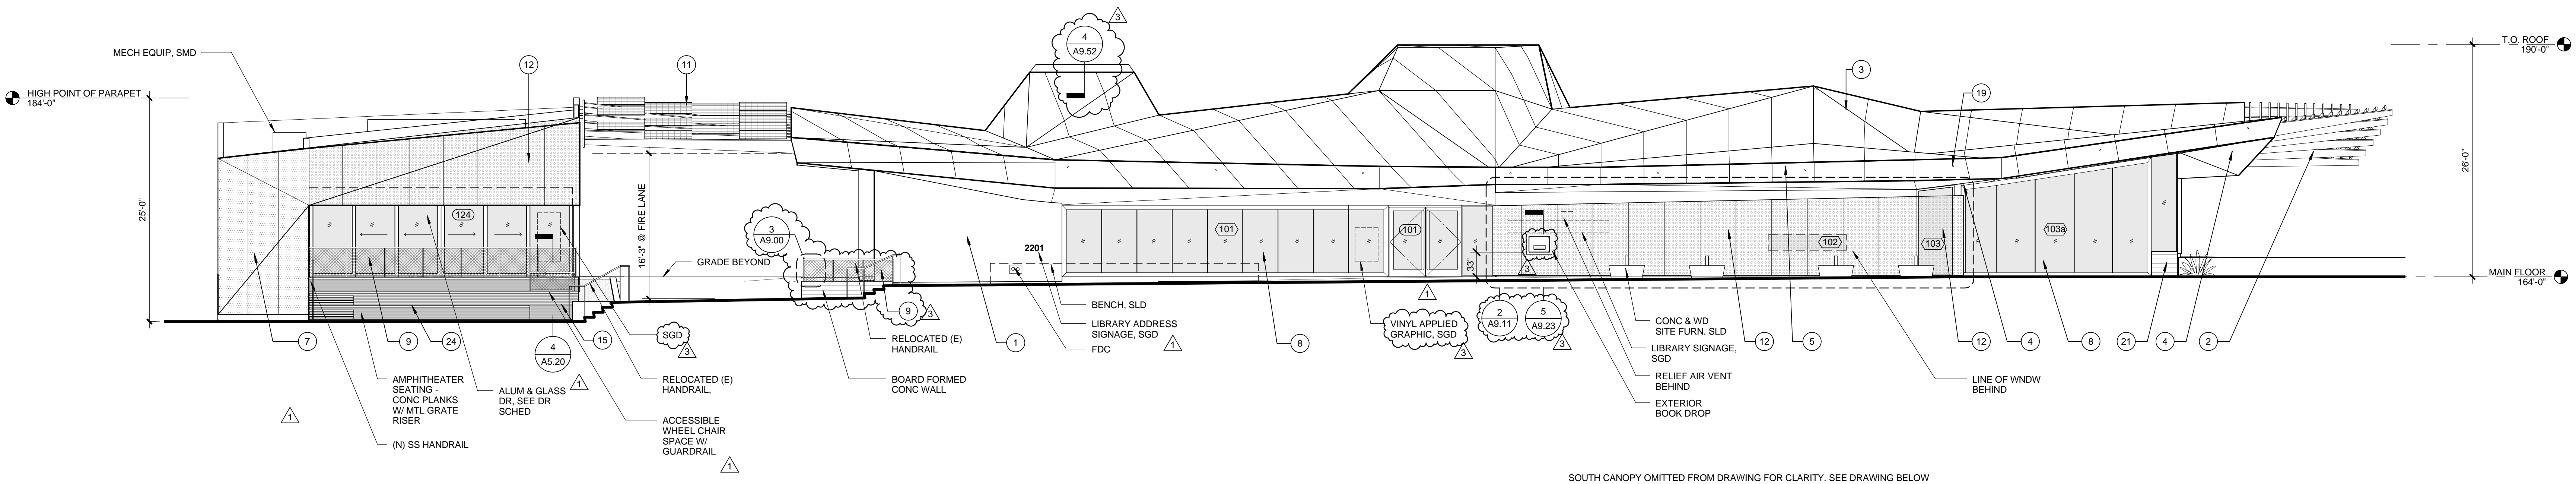 3
4
A9.52
T.O. ROOF
190'-0"
MECH EQUIP, SMD
12
11
3
19
HIGH POINT OF PARAPET
184'-0"
25'-0"
16'-3" @ FIRE LANE
26'-0"
124
3
A9.00
GRADE BEYOND
2201
101
101
33"
3
102
103
103a
MAIN FLOOR
164'-0"
7
9
24
4
A5.20
15
SGD
3
9
3
1
BENCH, SLD
LIBRARY ADDRESS
SIGNAGE, SGD
1
FDC
8
1
VINYL APPLIED
GRAPHIC, SGD
3
2
A9.11
5
A9.23
3
CONC & WD
SITE FURN. SLD
LIBRARY SIGNAGE,
SGD
RELIEF AIR VENT
BEHIND
EXTERIOR
BOOK DROP
12
5
12
4
8
21
4
2
LINE OF WNDW
BEHIND
RELOCATED (E)
HANDRAIL
BOARD FORMED
CONC WALL
AMPHITHEATER
SEATING -
CONC PLANKS
W/ MTL GRATE
RISER
1
(N) SS HANDRAIL
ALUM & GLASS
DR, SEE DR
SCHED
1
RELOCATED (E)
HANDRAIL,
ACCESSIBLE
WHEEL CHAIR
SPACE W/
GUARDRAIL
1
SOUTH CANOPY OMITTED FROM DRAWING FOR CLARITY. SEE DRAWING BELOW